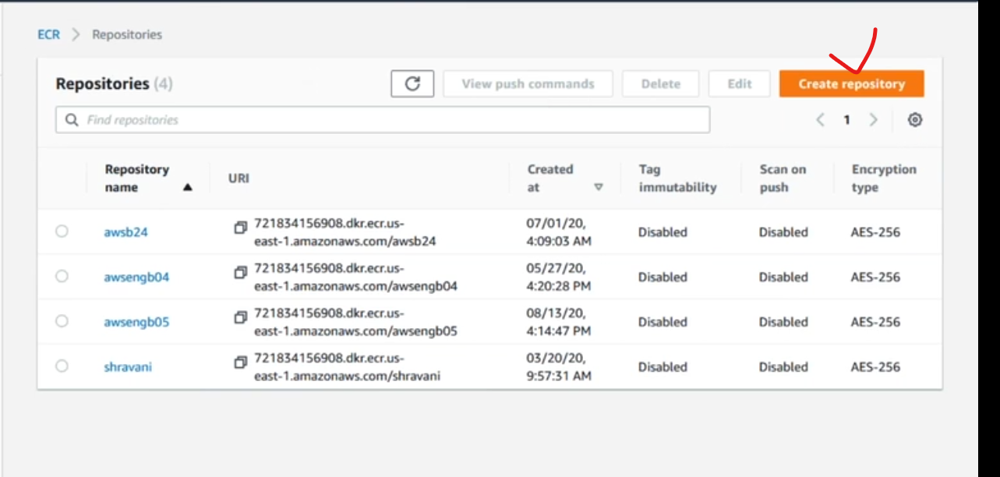 ECR > Repositories
Repositories (4)
View push commands
Delete
Edit
Create repository
Find repositories
1
Repository name
URI
Created at
Tag immutability
Scan on push
Encryption type
awsb24
721834156908.dkr.ecr.us-
east-1.amazonaws.com/awsb24
07/01/20,
4:09:03 AM
Disabled
Disabled
AES-256
awsengb04
721834156908.dkr.ecr.us-
east-1.amazonaws.com/awsengb04
05/27/20,
4:20:28 PM
Disabled
Disabled
AES-256
awsengb05
721834156908.dkr.ecr.us-
east-1.amazonaws.com/awsengb05
08/13/20,
4:14:47 PM
Disabled
Disabled
AES-256
shravani
721834156908.dkr.ecr.us-
east-1.amazonaws.com/shravani
03/20/20,
9:57:31 AM
Disabled
Disabled
AES-256